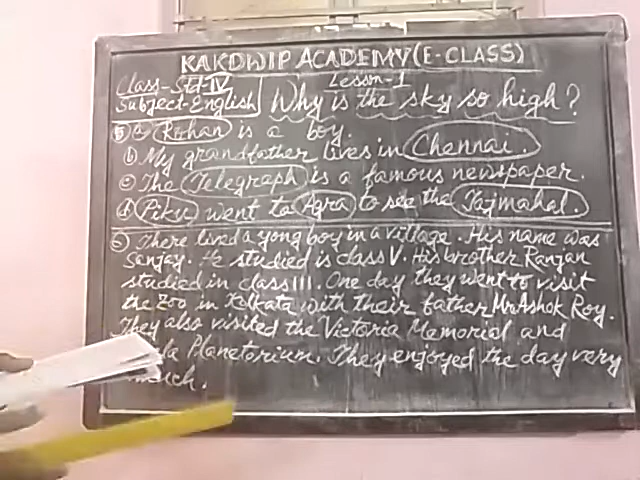 KAKDWIP ACADEMY (E-CLASS)
Class-Std-IV
Subject-English
Lesson-1
Why is the sky so high?
5) a) Rohan is a boy.
b) My grandfather lives in Chennai.
c) The Telegraph is a famous newspaper.
d) Piku went to Agra to see the Tajmahal.
6) There lived a yong boy in a village. His name was
Sanjay. He studied is class V. His brother Ranjan
studied in class III. One day they went to visit
the Zoo in Kolkata with their father Mr Ashok Roy.
They also visited the Victoria Memorial and
la Planetorium. They enjoyed the day very
much.